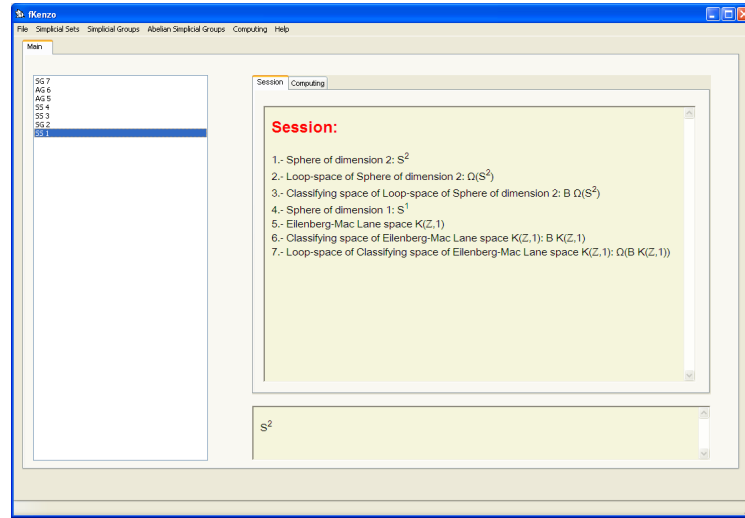 fKenzo
File Simplicial Sets Simplicial Groups Abelian Simplicial Groups Computing Help
Main
SG 7
AG 6
AG 5
SS 4
SS 3
SG 2
SS 1
Session Computing
Session:
1.- Sphere of dimension 2: S²
2.- Loop-space of Sphere of dimension 2: Ω(S²)
3.- Classifying space of Loop-space of Sphere of dimension 2: B Ω(S²)
4.- Sphere of dimension 1: S¹
5.- Eilenberg-Mac Lane space K(ℤ,1)
6.- Classifying space of Eilenberg-Mac Lane space K(ℤ,1): B K(ℤ,1)
7.- Loop-space of Classifying space of Eilenberg-Mac Lane space K(ℤ,1): Ω(B K(ℤ,1))
S²